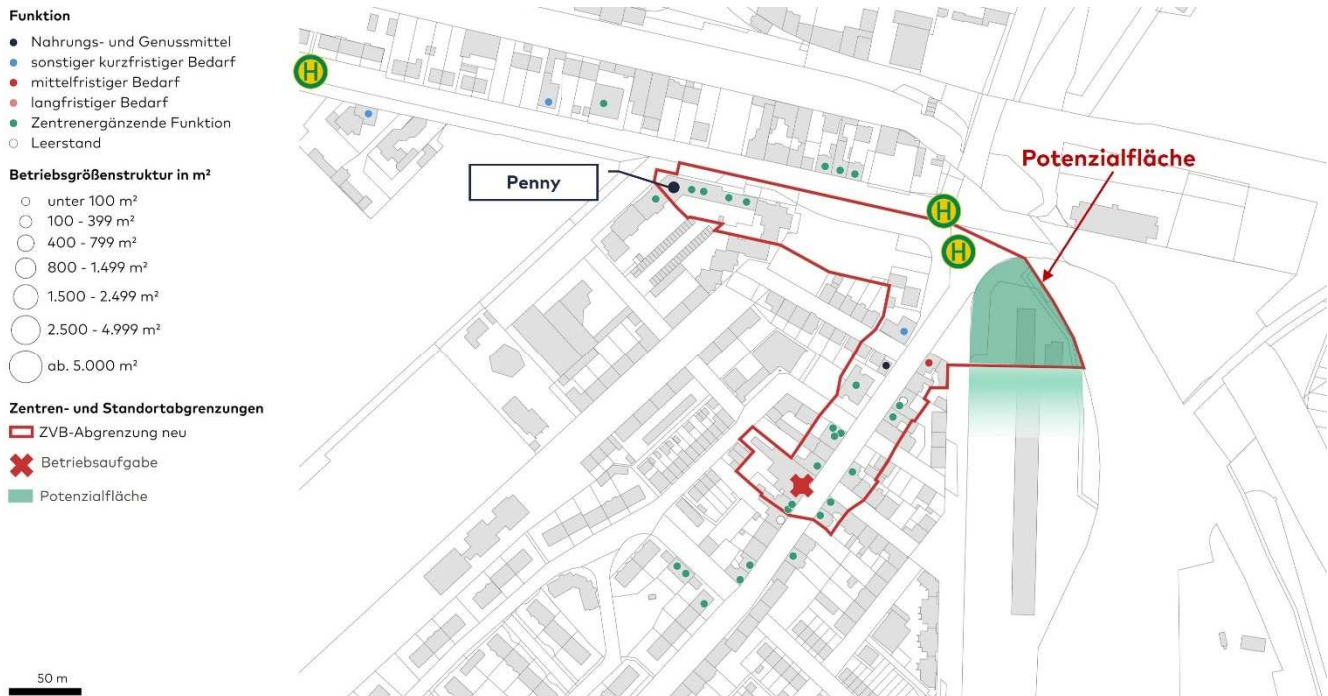 Funktion
Nahrungs- und Genussmittel
sonstiger kurzfristiger Bedarf
mittelfristiger Bedarf
langfristiger Bedarf
Zentrenergänzende Funktion
Leerstand
Betriebsgrößenstruktur in m²
unter 100 m²
100 - 399 m²
400 - 799 m²
800 - 1.499 m²
1.500 - 2.499 m²
2.500 - 4.999 m²
ab. 5.000 m²
Zentren- und Standortabgrenzungen
ZVB-Abgrenzung neu
Betriebsaufgabe
Potenzialfläche
50 m
H
Penny
Potenzialfläche
H
H